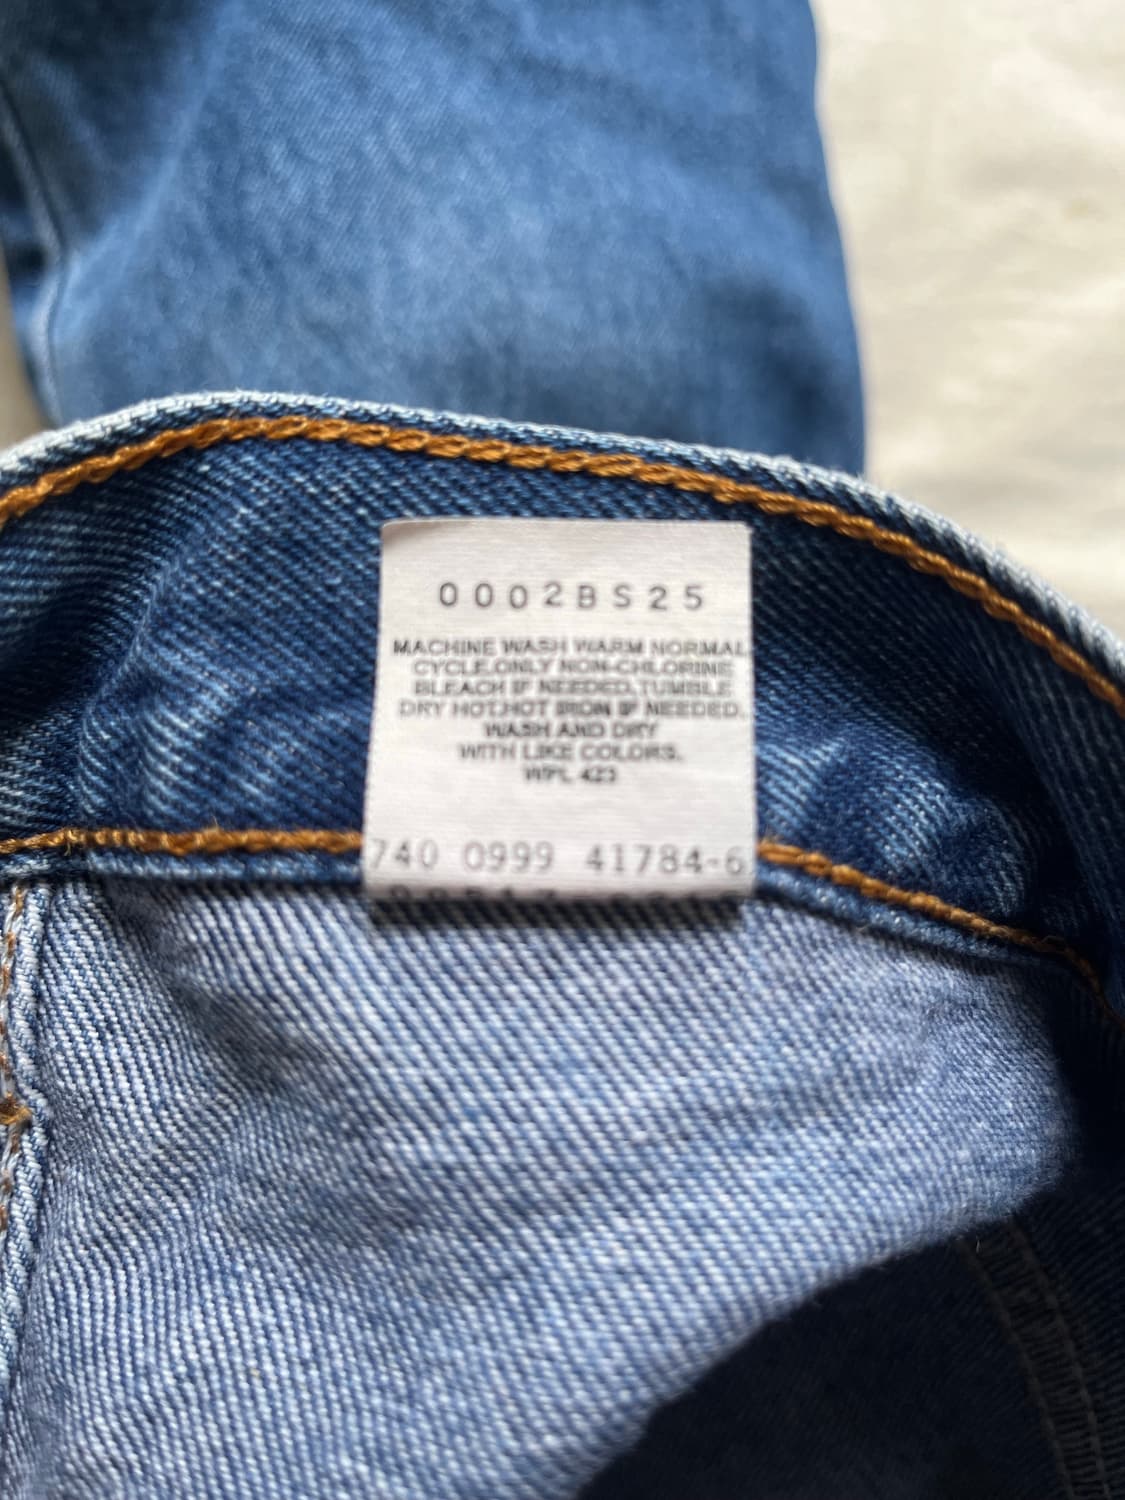 0002BS25
MACHINE WASH WARM NORMAL
CYCLE.ONLY NON-CHLORINE
BLEACH IF NEEDED.TUMBLE
DRY HOT.HOT IRON IF NEEDED.
WASH AND DRY
WITH LIKE COLORS.
WPL 423
740 0999 41784-6